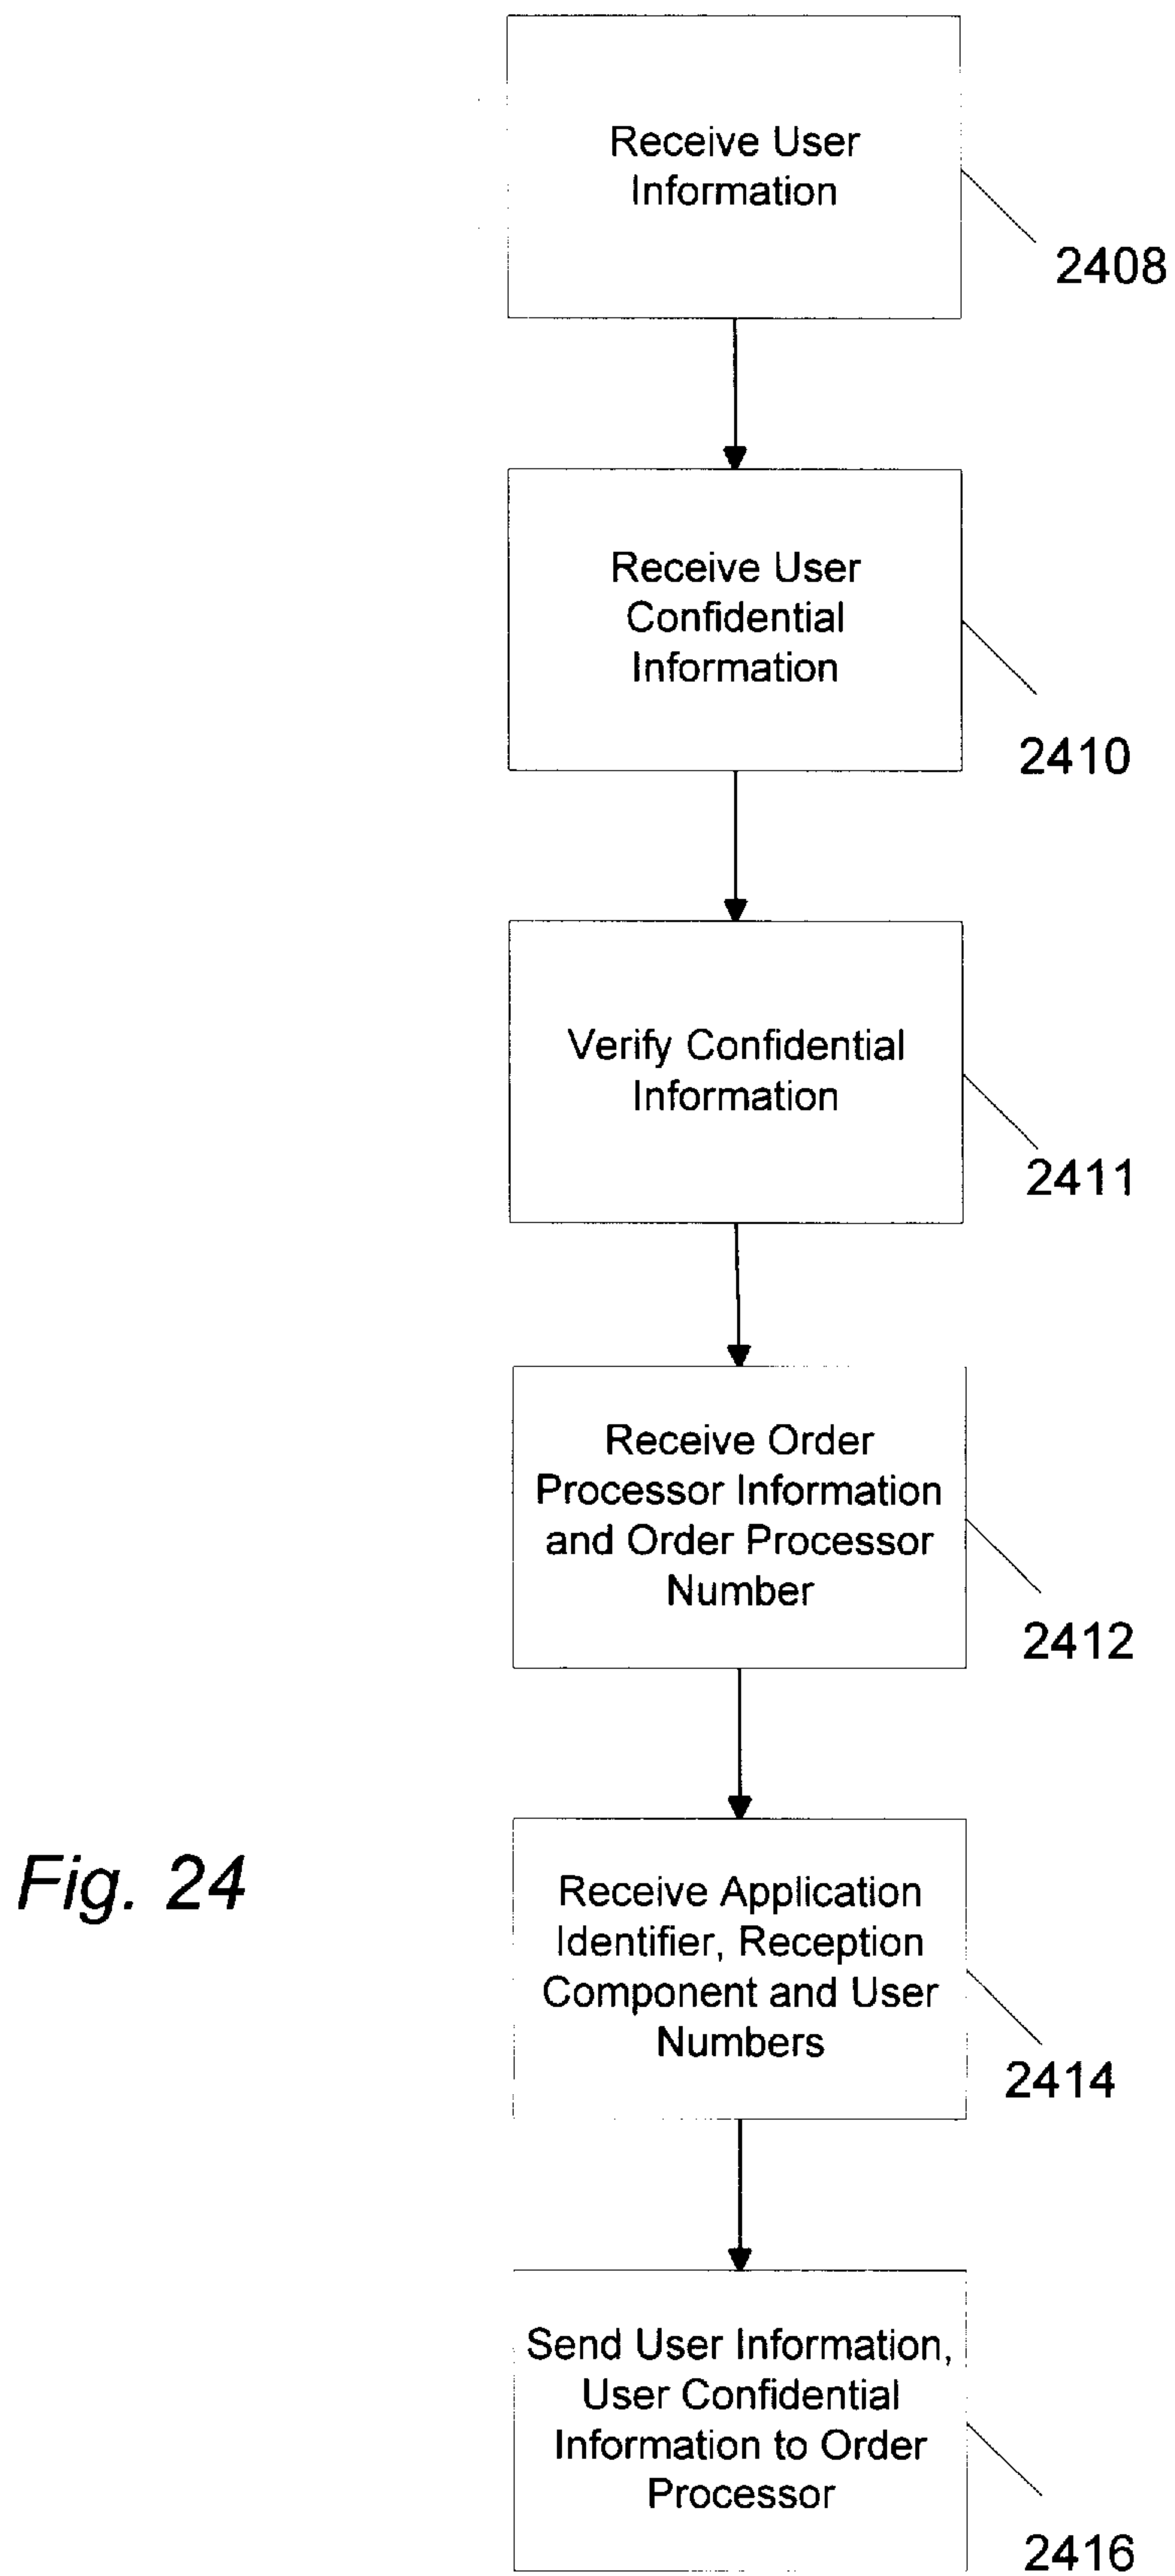 Receive User
Information
2408
Receive User
Confidential
Information
2410
Verify Confidential
Information
2411
Receive Order
Processor Information
and Order Processor
Number
2412
Fig. 24
Receive Application
Identifier, Reception
Component and User
Numbers
2414
Send User Information,
User Confidential
Information to Order
Processor
2416